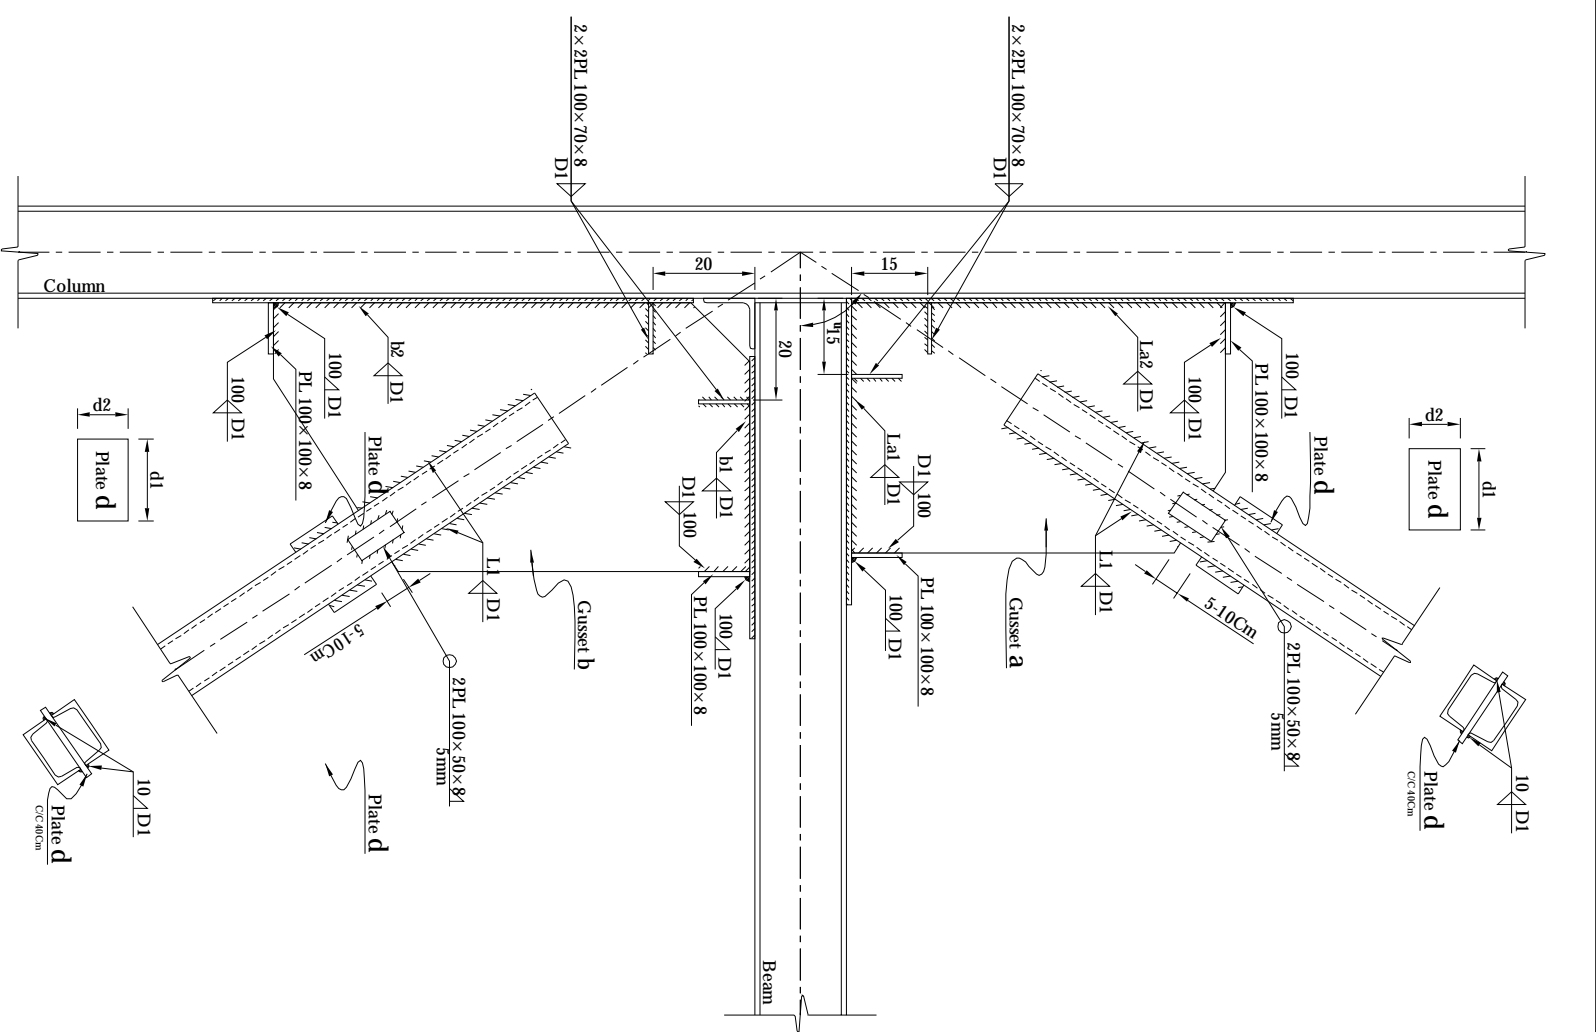 2×2PL 100×70×8
D1
2×2PL 100×70×8
D1
Column
20
15
15
20
b2
D1
100
D1
100
D1
PL 100×100×8
La2
D1
100
D1
PL 100×100×8
100
D1
d2
d1
Plate d
Plate d
d2
d1
Plate d
Plate d
b1
D1
D1
100
La1
D1
D1
100
L1
D1
L1
D1
Gusset b
Gusset a
PL 100×100×8
100
D1
100
D1
PL 100×100×8
5-10Cm
5-10Cm
2PL 100×50×8
5mm
2PL 100×50×8
5mm
Plate d
C/C 40Cm
10
D1
Plate d
Plate d
C/C 40Cm
10
D1
Beam